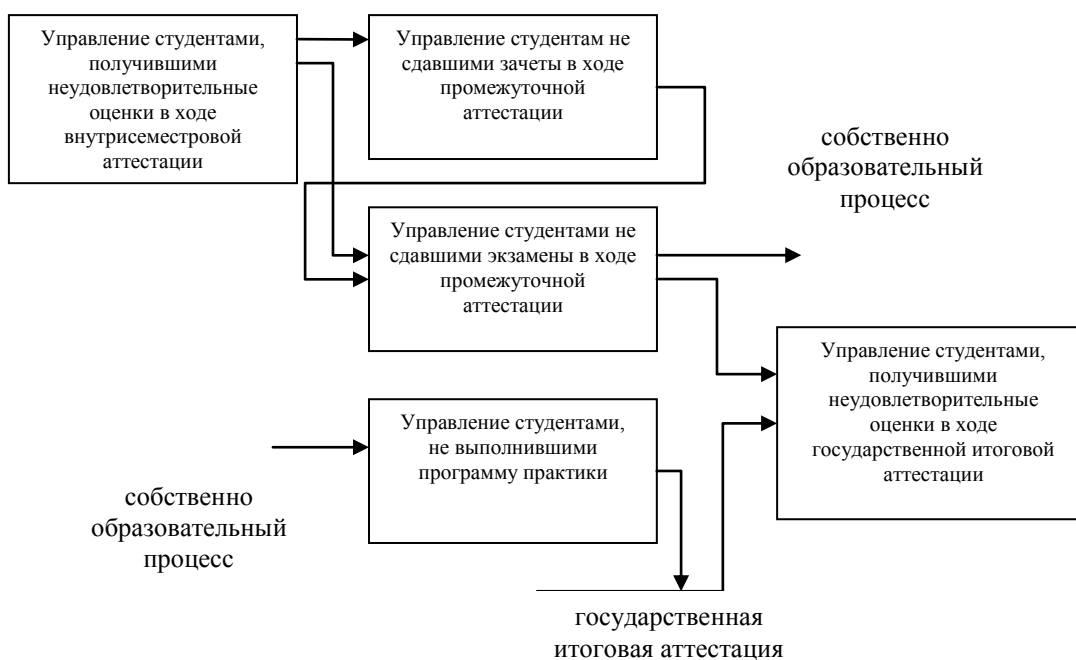 Управление студентами,
получившими
неудовлетворительные
оценки в ходе
внутрисеместровой
аттестации
Управление студентам не
сдавшими зачеты в ходе
промежуточной
аттестации
собственно
образовательный
процесс
Управление студентами не
сдавшими экзамены в ходе
промежуточной
аттестации
Управление студентами,
получившими
неудовлетворительные
оценки в ходе
государственной итоговой
аттестации
Управление студентами,
не выполнившими
программу практики
собственно
образовательный
процесс
государственная
итоговая аттестация